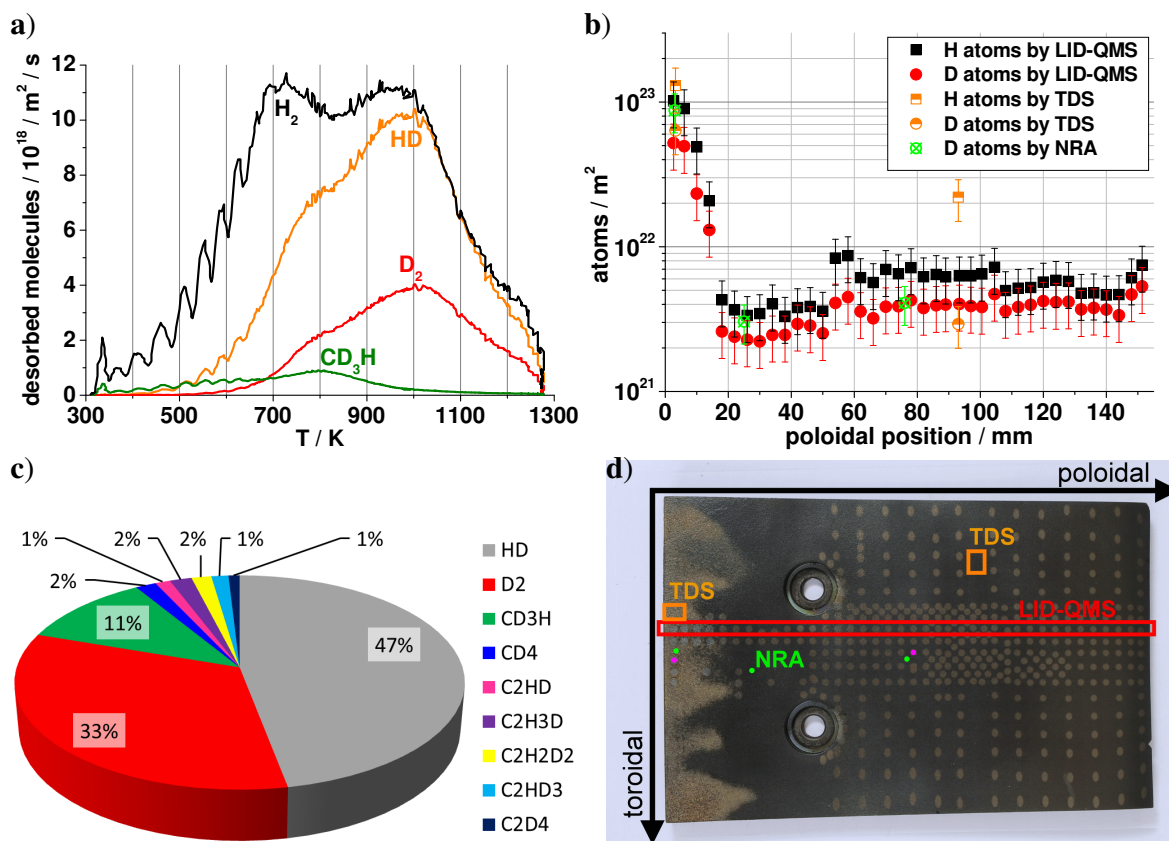 a)
desorbed molecules / 10^18 / m^2 / s
12
10
8
6
4
2
0
H2
HD
D2
CD3H
300 500 700 900 1100 1300
T / K
b)
atoms / m^2
10^23
10^22
10^21
H atoms by LID-QMS
D atoms by LID-QMS
H atoms by TDS
D atoms by TDS
D atoms by NRA
0 20 40 60 80 100 120 140
poloidal position / mm
c)
1%
2%
2%
1%
1%
2%
11%
47%
33%
HD
D2
CD3H
CD4
C2HD
C2H3D
C2H2D2
C2HD3
C2D4
d)
poloidal
TDS
TDS
LID-QMS
NRA
toroidal